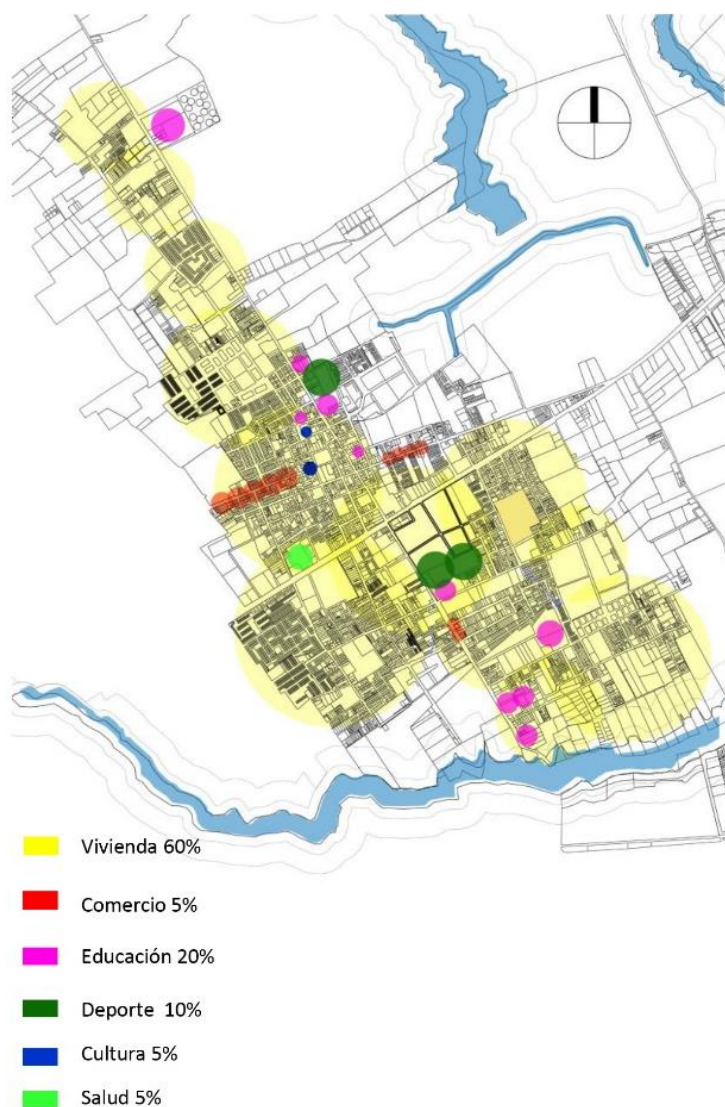 Vivienda 60%
Comercio 5%
Educación 20%
Deporte 10%
Cultura 5%
Salud 5%